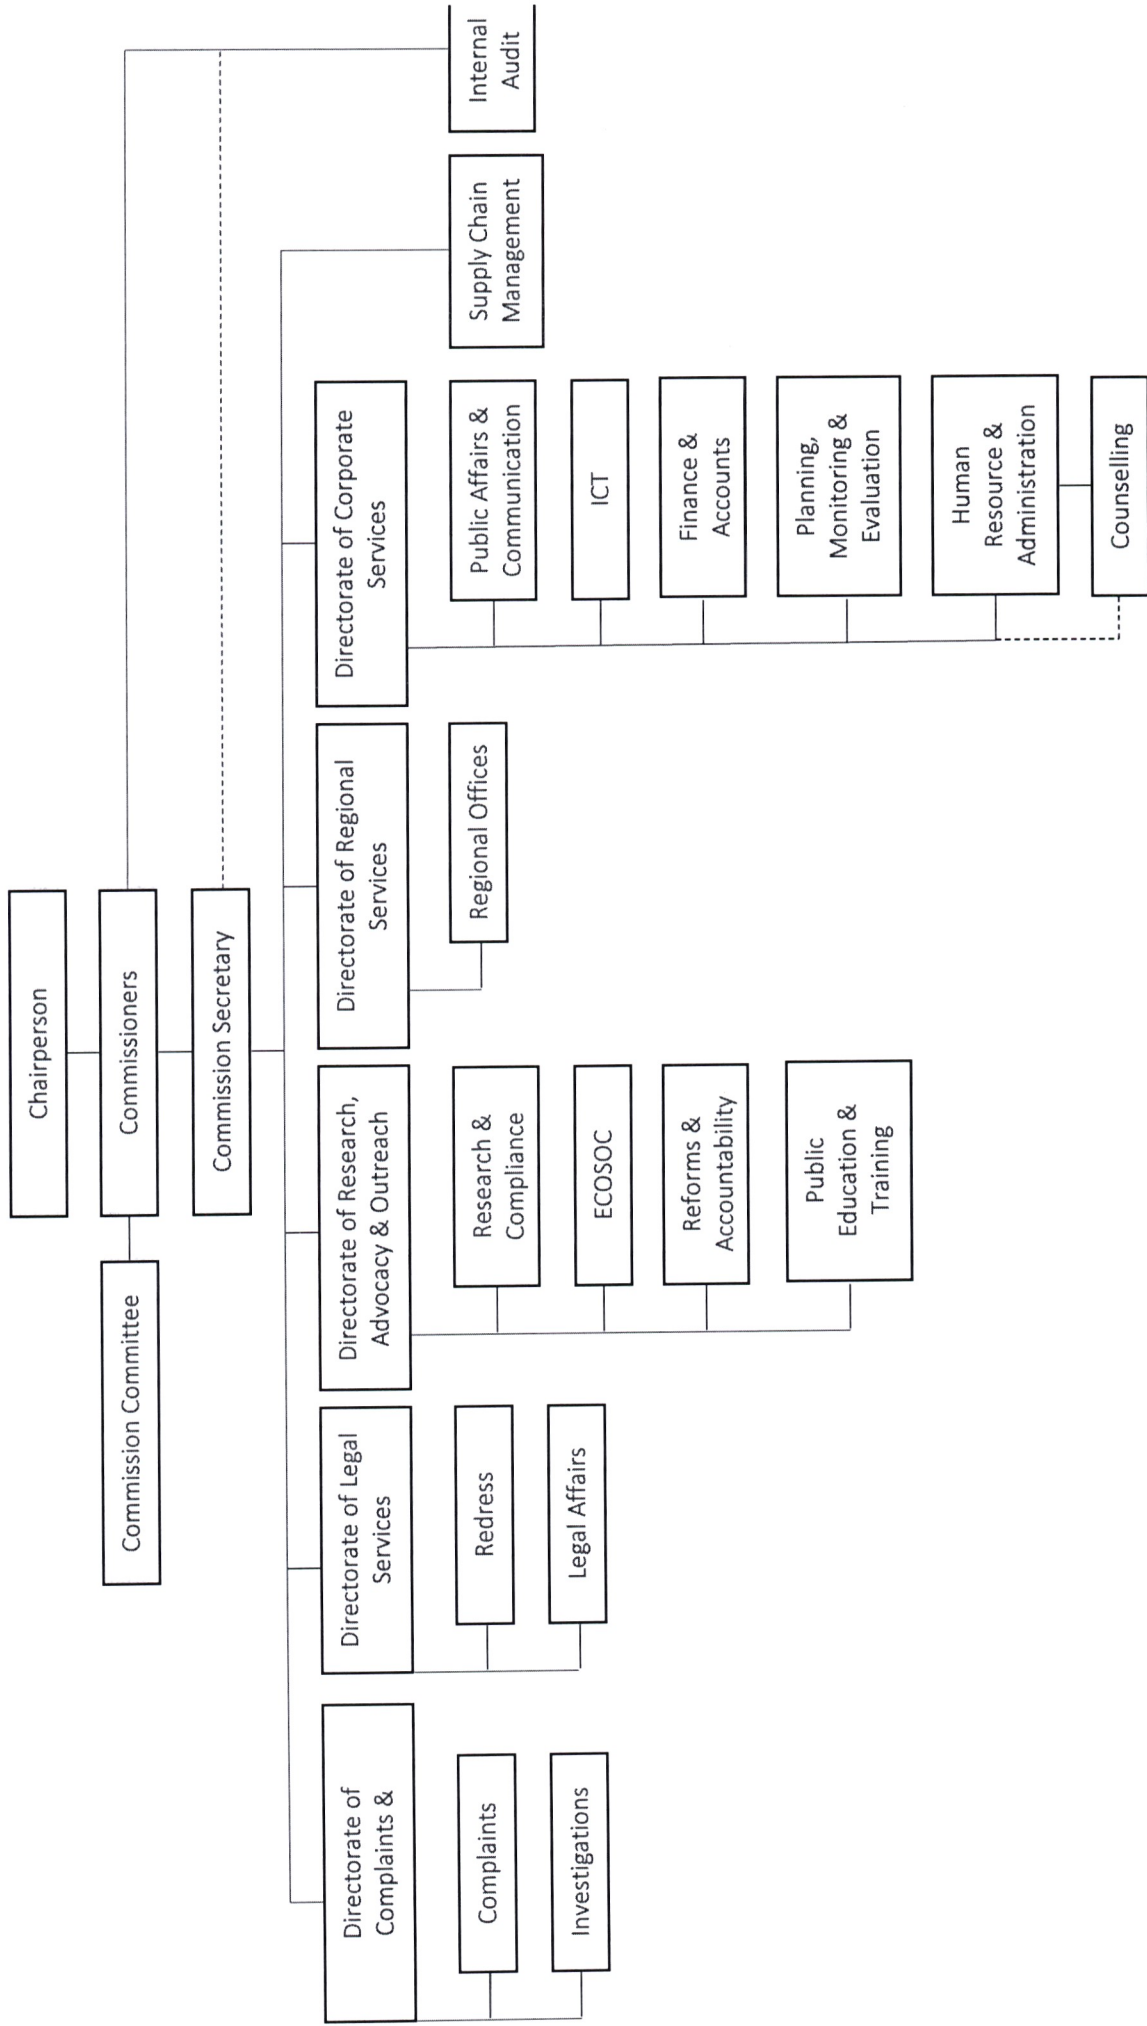 Chairperson
Commission Committee
Commissioners
Commission Secretary
Directorate of
Complaints &
Complaints
Investigations
Directorate of Legal
Services
Redress
Legal Affairs
Directorate of Research,
Advocacy & Outreach
Research &
Compliance
ECOSOC
Reforms &
Accountability
Public
Education &
Training
Directorate of Regional
Services
Regional Offices
Directorate of Corporate
Services
Public Affairs &
Communication
ICT
Finance &
Accounts
Planning,
Monitoring &
Evaluation
Human
Resource &
Administration
Counselling
Supply Chain
Management
Internal
Audit